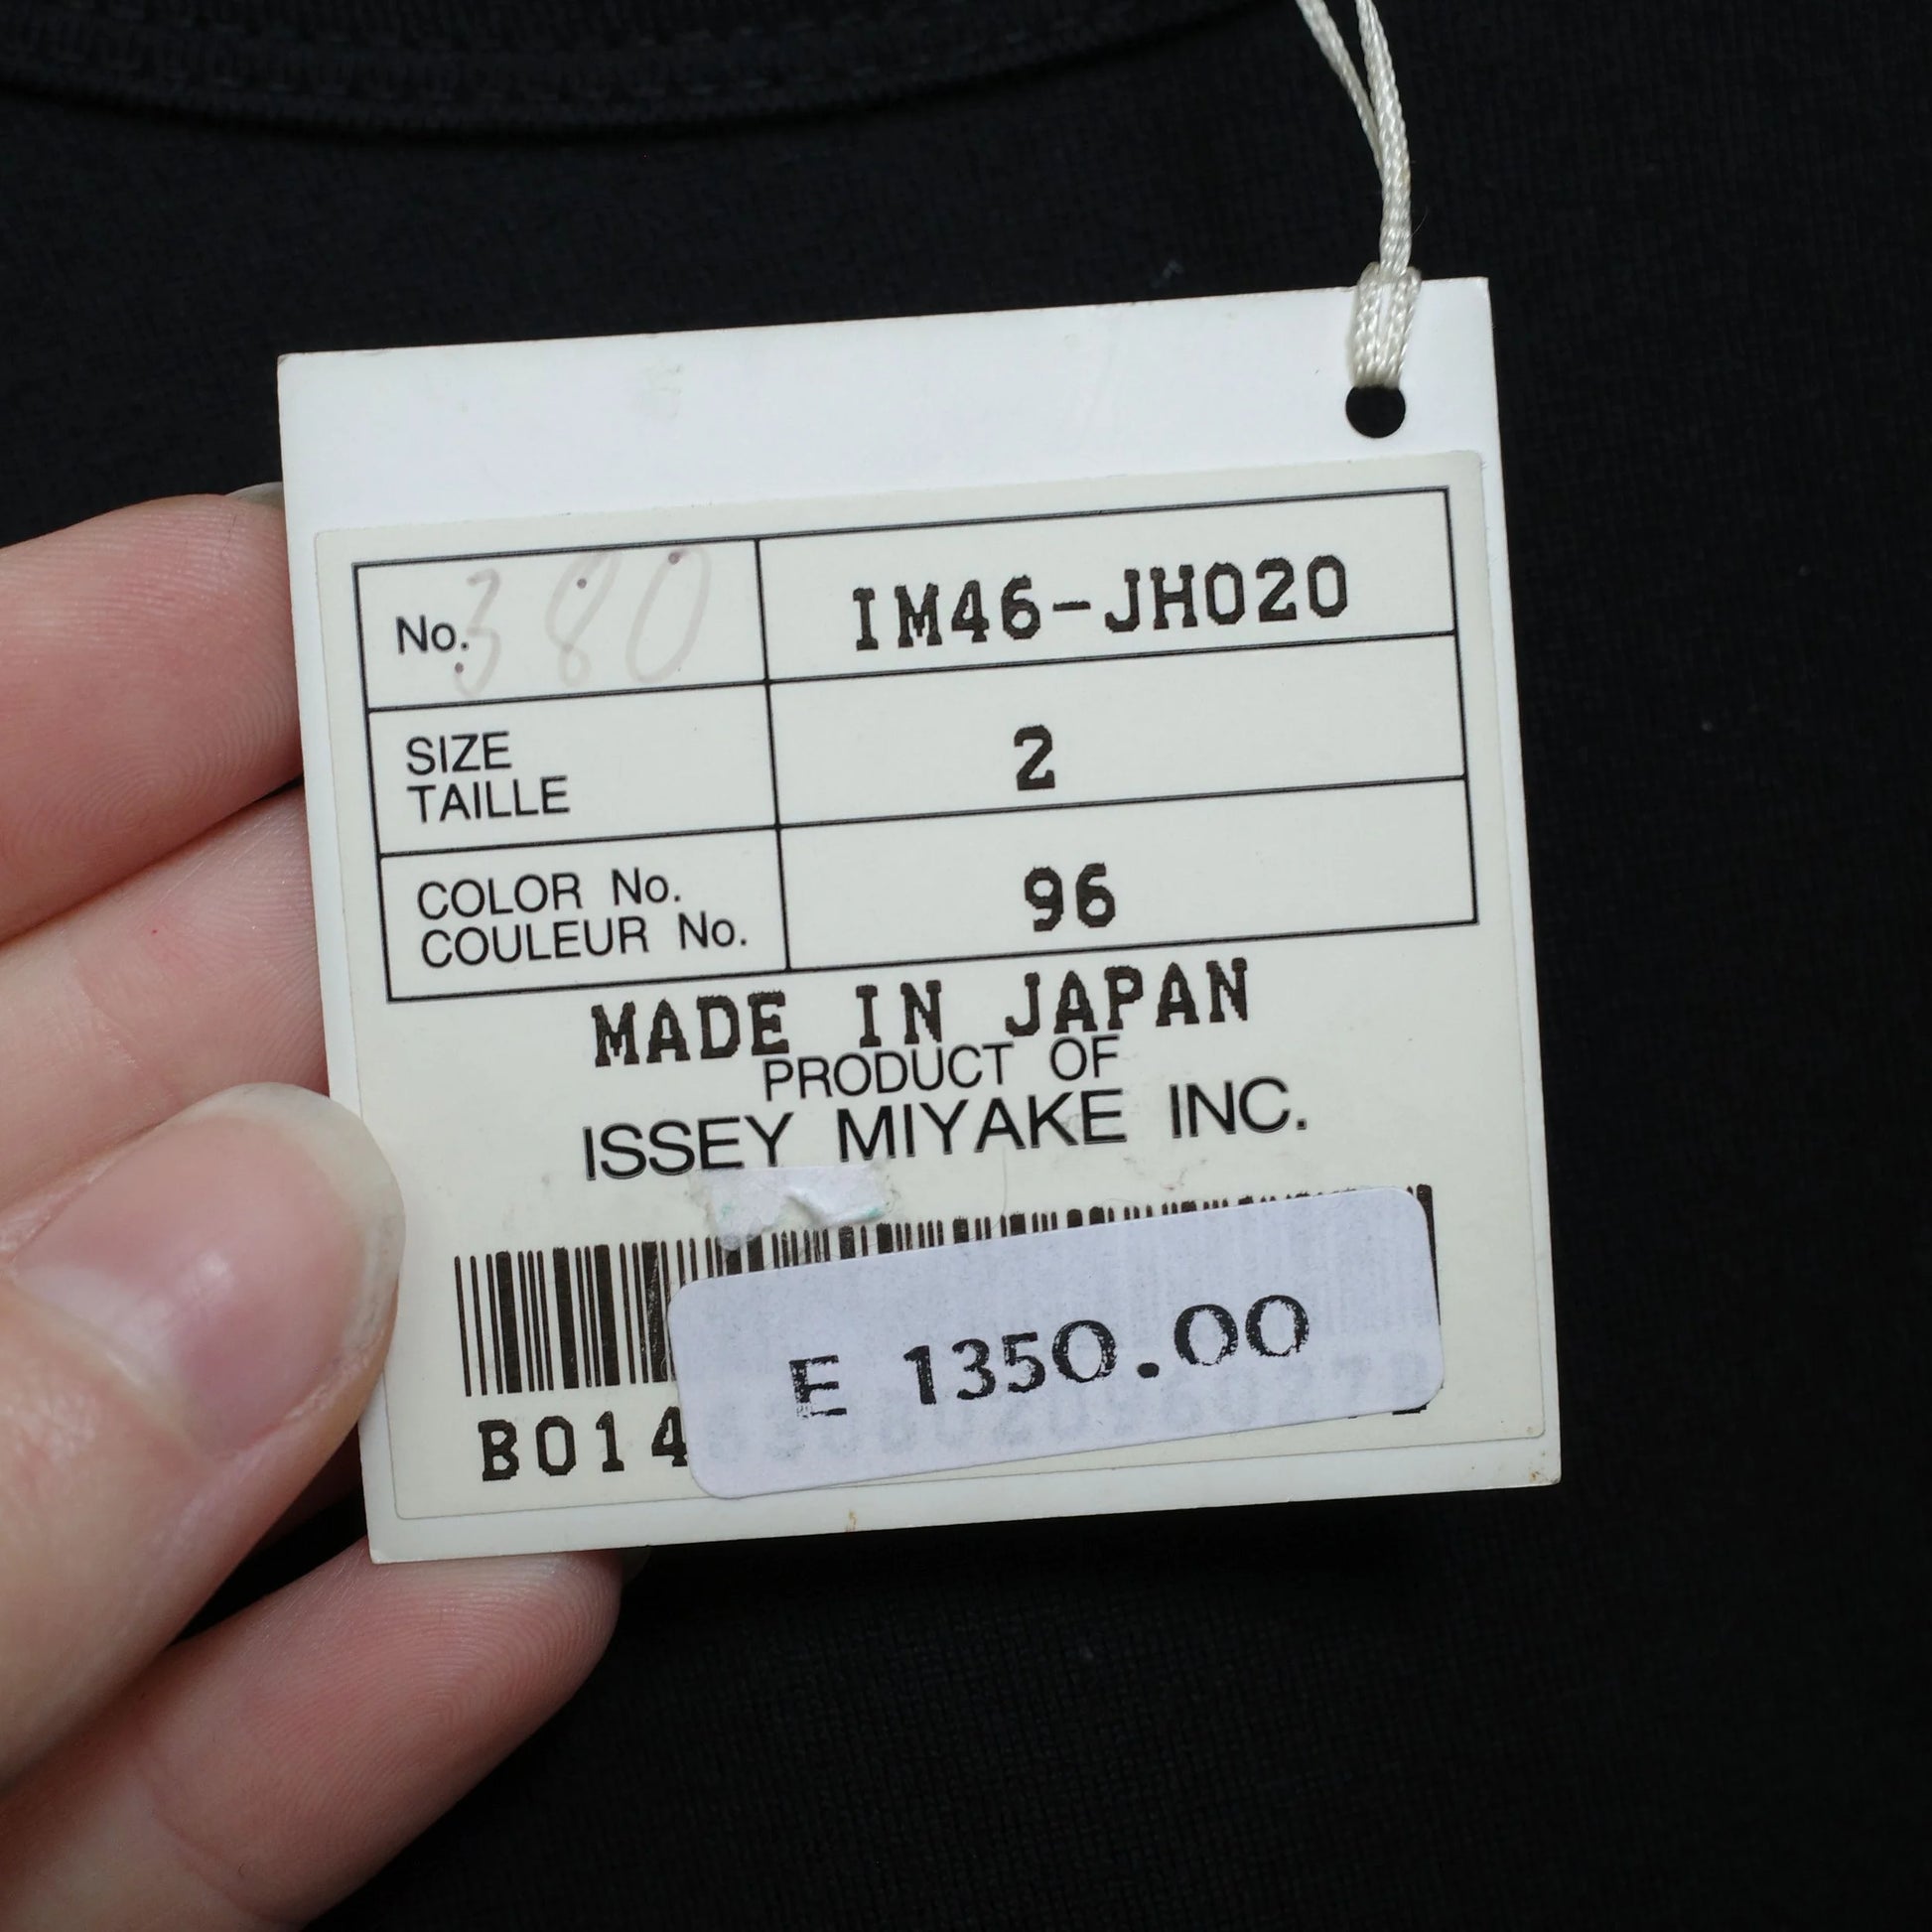 No. 380 IM46-JH020
SIZE
TAILLE
2
COLOR No.
COULEUR No.
96
MADE IN JAPAN
PRODUCT OF
ISSEY MIYAKE INC.
E 1350.00
B014